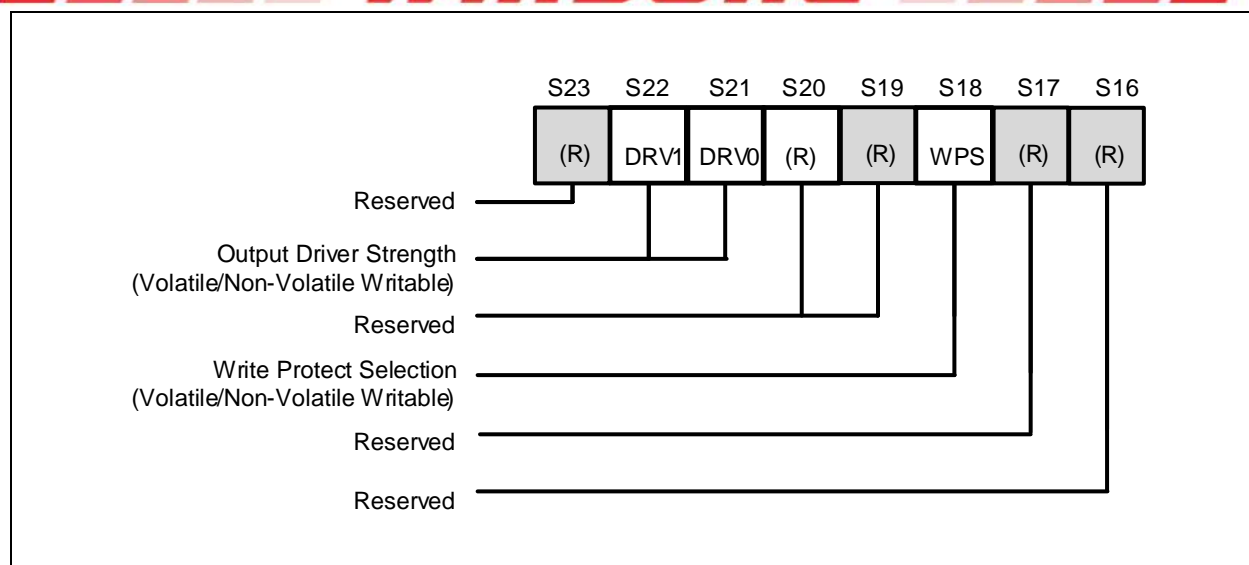 S23 S22 S21 S20 S19 S18 S17 S16
(R) DRV1 DRV0 (R) (R) WPS (R) (R)
Reserved
Output Driver Strength
(Volatile/Non-Volatile Writable)
Reserved
Write Protect Selection
(Volatile/Non-Volatile Writable)
Reserved
Reserved